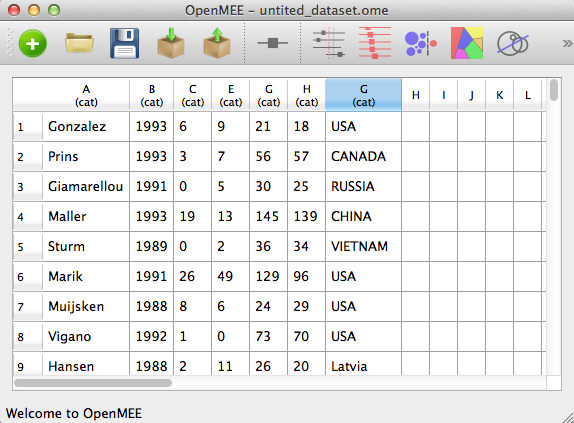 OpenMEE - untited_dataset.ome
»
A B C E G H G H I J K L
(cat) (cat) (cat) (cat) (cat) (cat) (cat)
1 Gonzalez 1993 6 9 21 18 USA
2 Prins 1993 3 7 56 57 CANADA
3 Giamarellou 1991 0 5 30 25 RUSSIA
4 Maller 1993 19 13 145 139 CHINA
5 Sturm 1989 0 2 36 34 VIETNAM
6 Marik 1991 26 49 129 96 USA
7 Muijsken 1988 8 6 24 29 USA
8 Vigano 1992 1 0 73 70 USA
9 Hansen 1988 2 11 26 20 Latvia
Welcome to OpenMEE